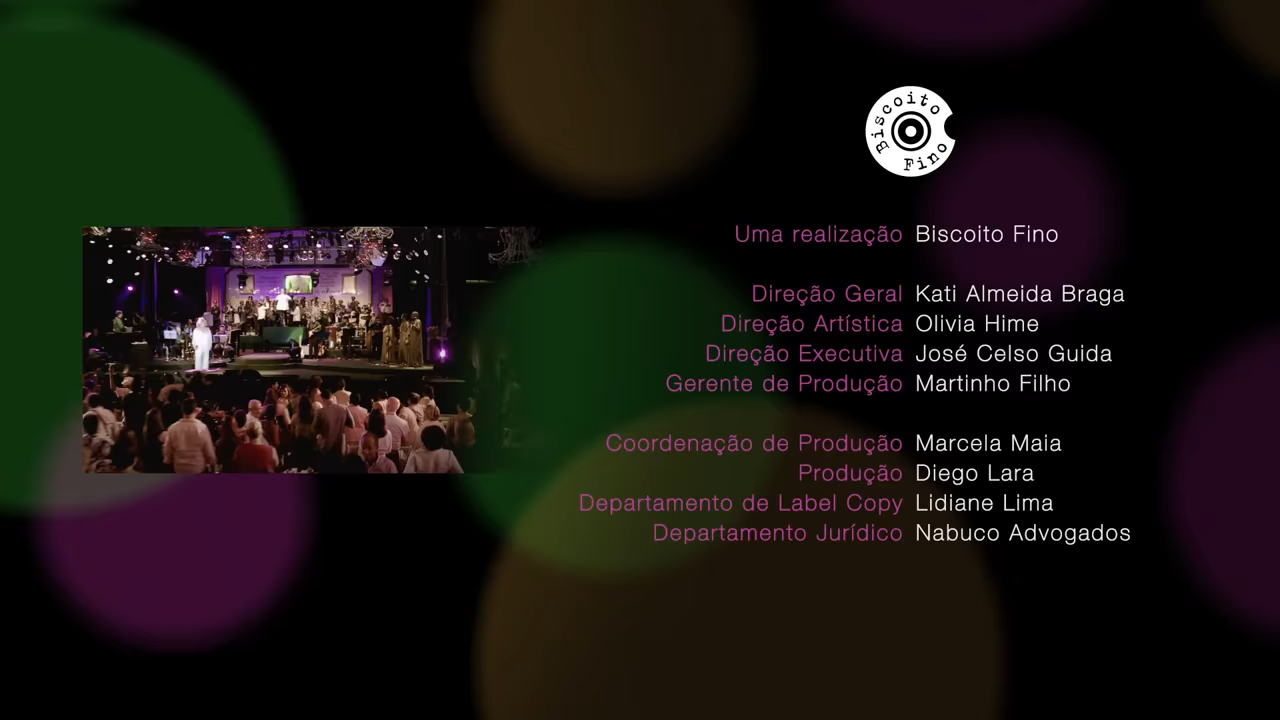 Biscoito
Fino
Uma realização Biscoito Fino
Direção Geral Kati Almeida Braga
Direção Artística Olivia Hime
Direção Executiva José Celso Guida
Gerente de Produção Martinho Filho
Coordenação de Produção Marcela Maia
Produção Diego Lara
Departamento de Label Copy Lidiane Lima
Departamento Jurídico Nabuco Advogados